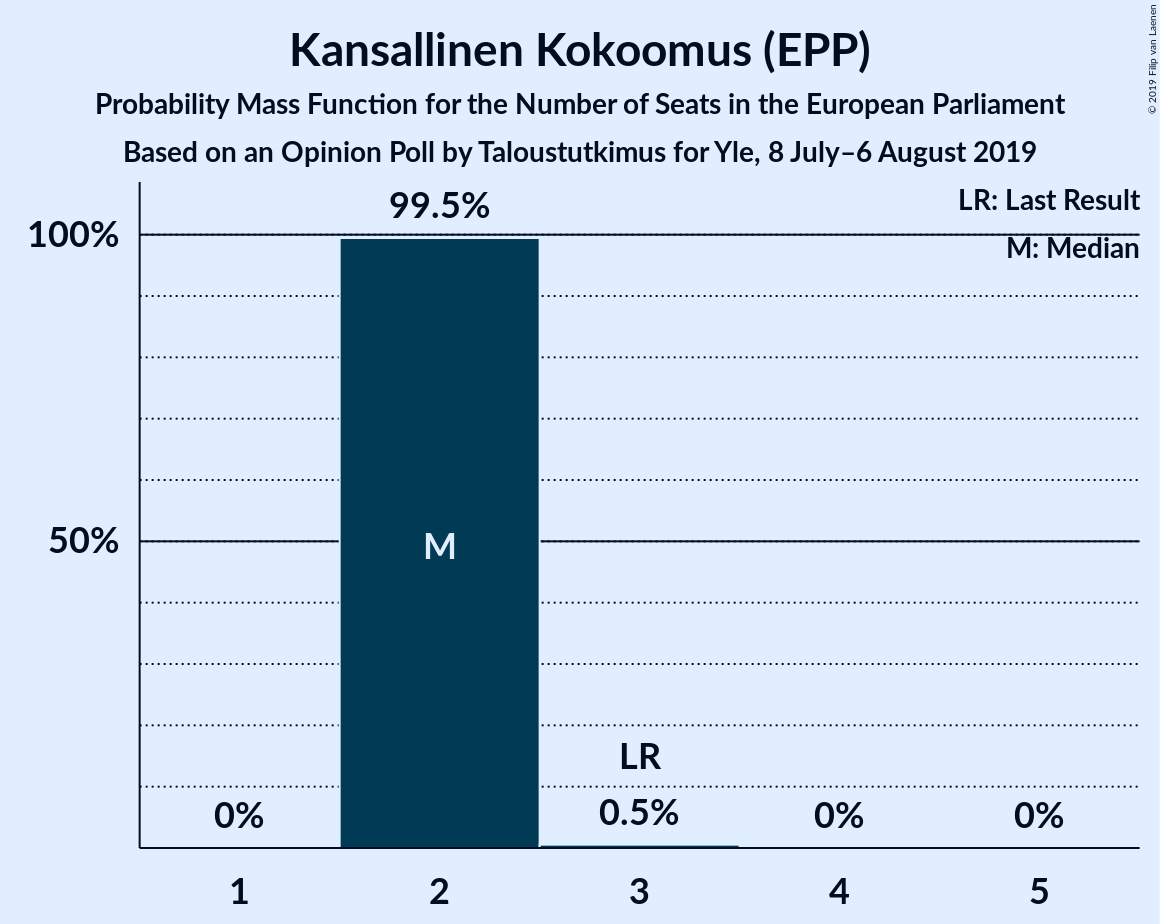 Kansallinen Kokoomus (EPP)
Probability Mass Function for the Number of Seats in the European Parliament
Based on an Opinion Poll by Taloustutkimus for Yle, 8 July–6 August 2019
© 2019 Filip van Laenen
LR: Last Result
M: Median
99.5%
100%
50%
M
LR
0%
0.5%
0%
0%
1
2
3
4
5